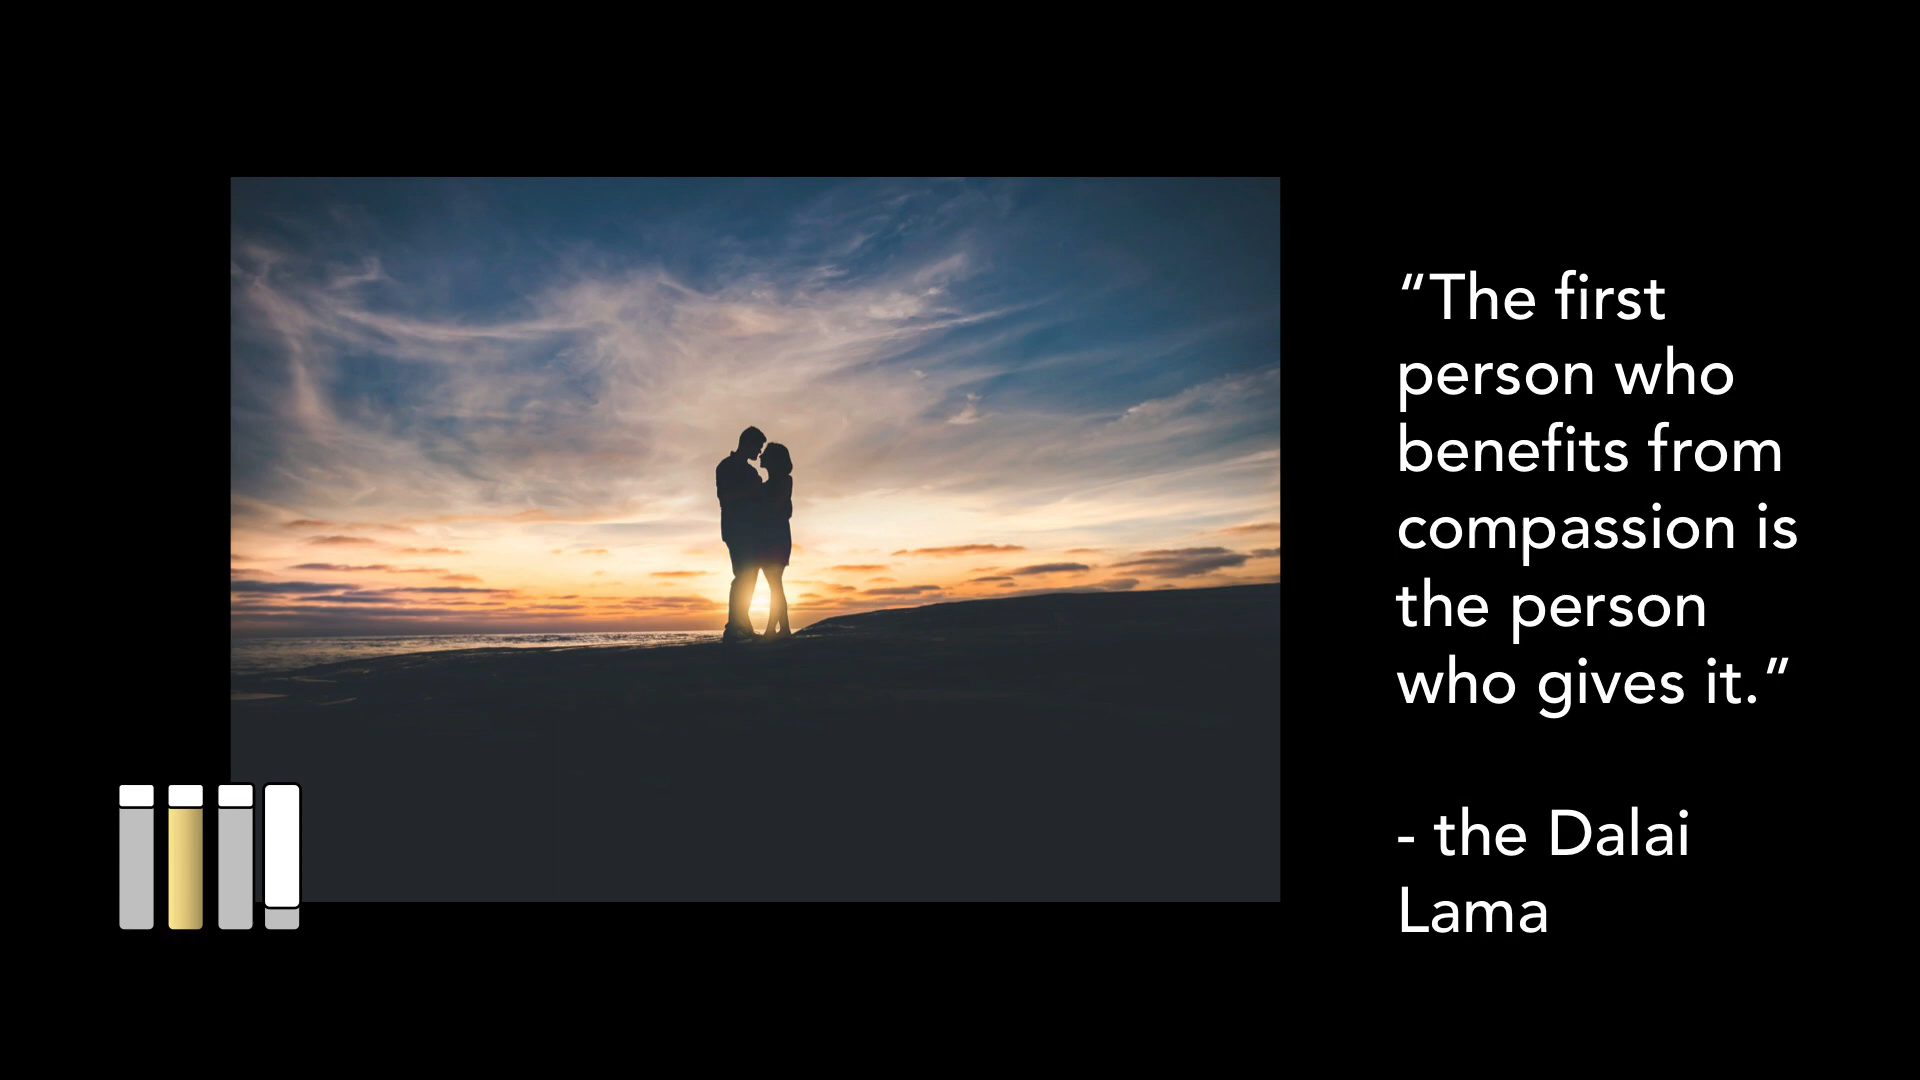 “The first
person who
benefits from
compassion is
the person
who gives it.”
- the Dalai
Lama